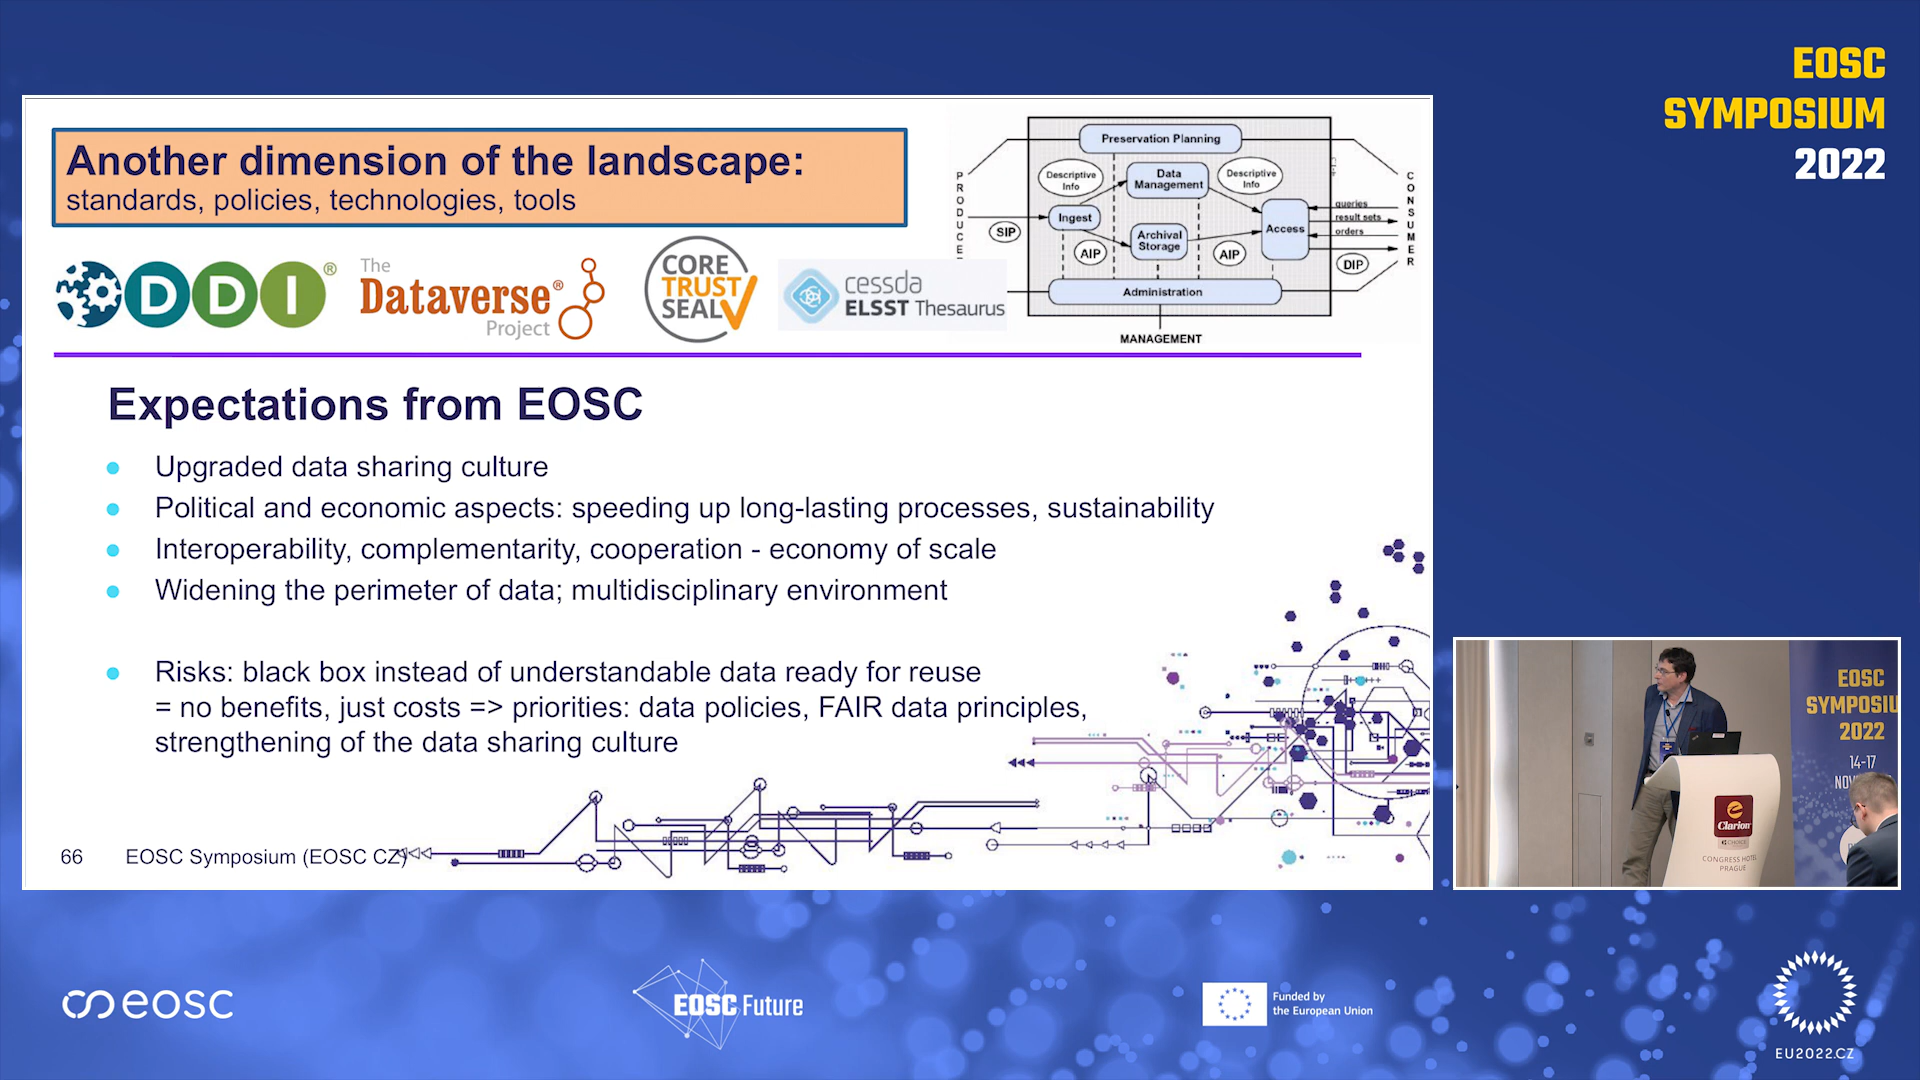 EOSC
SYMPOSIUM
2022
Another dimension of the landscape:
standards, policies, technologies, tools
DDI®
The
Dataverse®
Project
CORE
TRUST
SEAL
cessda
ELSST Thesaurus
PRODUCE
Preservation Planning
Descriptive
Info
Data
Management
Descriptive
Info
Ingest
SIP
AIP
Archival
Storage
AIP
Access
queries
result sets
orders
DIP
CONSUMER
Administration
MANAGEMENT
Expectations from EOSC
Upgraded data sharing culture
Political and economic aspects: speeding up long-lasting processes, sustainability
Interoperability, complementarity, cooperation - economy of scale
Widening the perimeter of data; multidisciplinary environment
Risks: black box instead of understandable data ready for reuse
= no benefits, just costs => priorities: data policies, FAIR data principles,
strengthening of the data sharing culture
66
EOSC Symposium (EOSC CZ)
EOSC
SYMPOSIU
2022
14-17
NOV
Clarion
CHOICE
CONGRESS HOTEL
PRAGUE
eosc
EOSC Future
Funded by
the European Union
EU2022.CZ